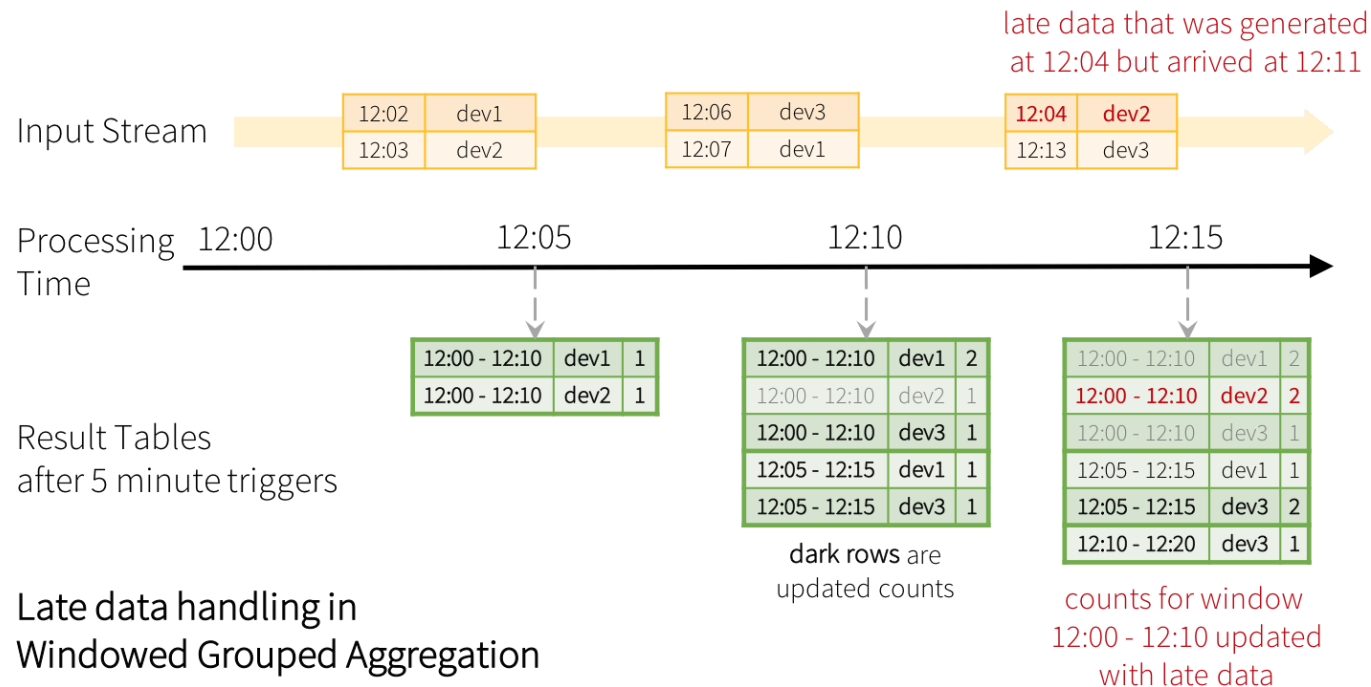 late data that was generated
at 12:04 but arrived at 12:11
Input Stream
12:02 dev1
12:03 dev2
12:06 dev3
12:07 dev1
12:04 dev2
12:13 dev3
Processing
Time
12:00 12:05 12:10 12:15
12:00 - 12:10 dev1 1
12:00 - 12:10 dev2 1
12:00 - 12:10 dev1 2
12:00 - 12:10 dev2 1
12:00 - 12:10 dev3 1
12:05 - 12:15 dev1 1
12:05 - 12:15 dev3 1
12:00 - 12:10 dev1 2
12:00 - 12:10 dev2 2
12:00 - 12:10 dev3 1
12:05 - 12:15 dev1 1
12:05 - 12:15 dev3 2
12:10 - 12:20 dev3 1
Result Tables
after 5 minute triggers
dark rows are
updated counts
counts for window
12:00 - 12:10 updated
with late data
Late data handling in
Windowed Grouped Aggregation